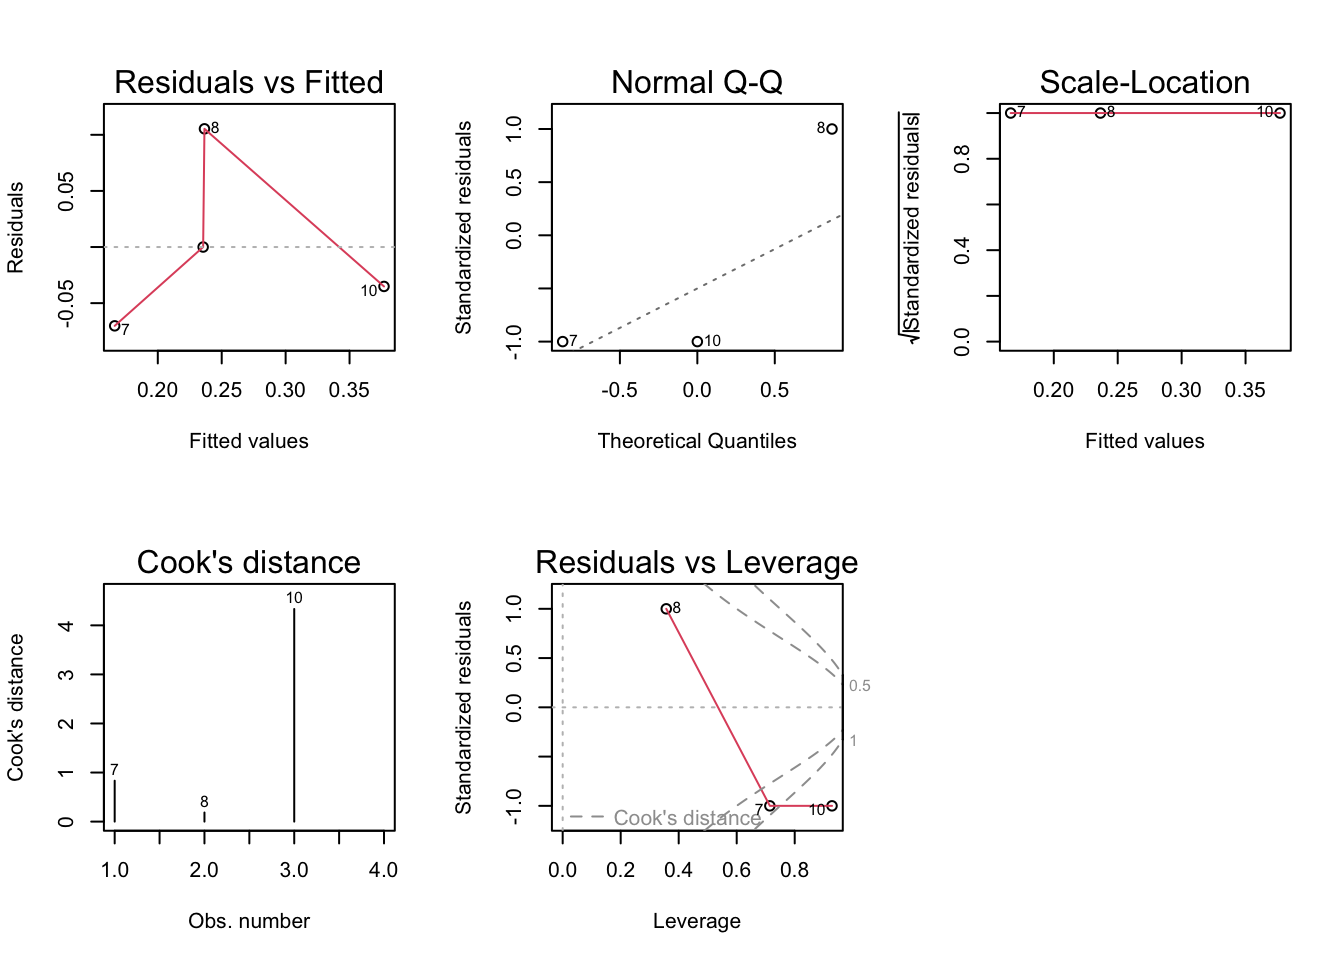 Residuals vs Fitted
Residuals
0.05
-0.05
7
8
10
0.20 0.25 0.30 0.35
Fitted values
Normal Q-Q
Standardized residuals
1.0
0.5
0.0
-1.0
8
7
10
-0.5 0.0 0.5
Theoretical Quantiles
Scale-Location
√|Standardized residuals|
0.8
0.4
0.0
7
8
10
0.20 0.25 0.30 0.35
Fitted values
Cook's distance
Cook's distance
4
3
2
1
0
7
8
10
1.0 2.0 3.0 4.0
Obs. number
Residuals vs Leverage
Standardized residuals
1.0
0.5
0.0
-1.0
8
7
10
0.5
1
Cook's distance
0.0 0.2 0.4 0.6 0.8
Leverage